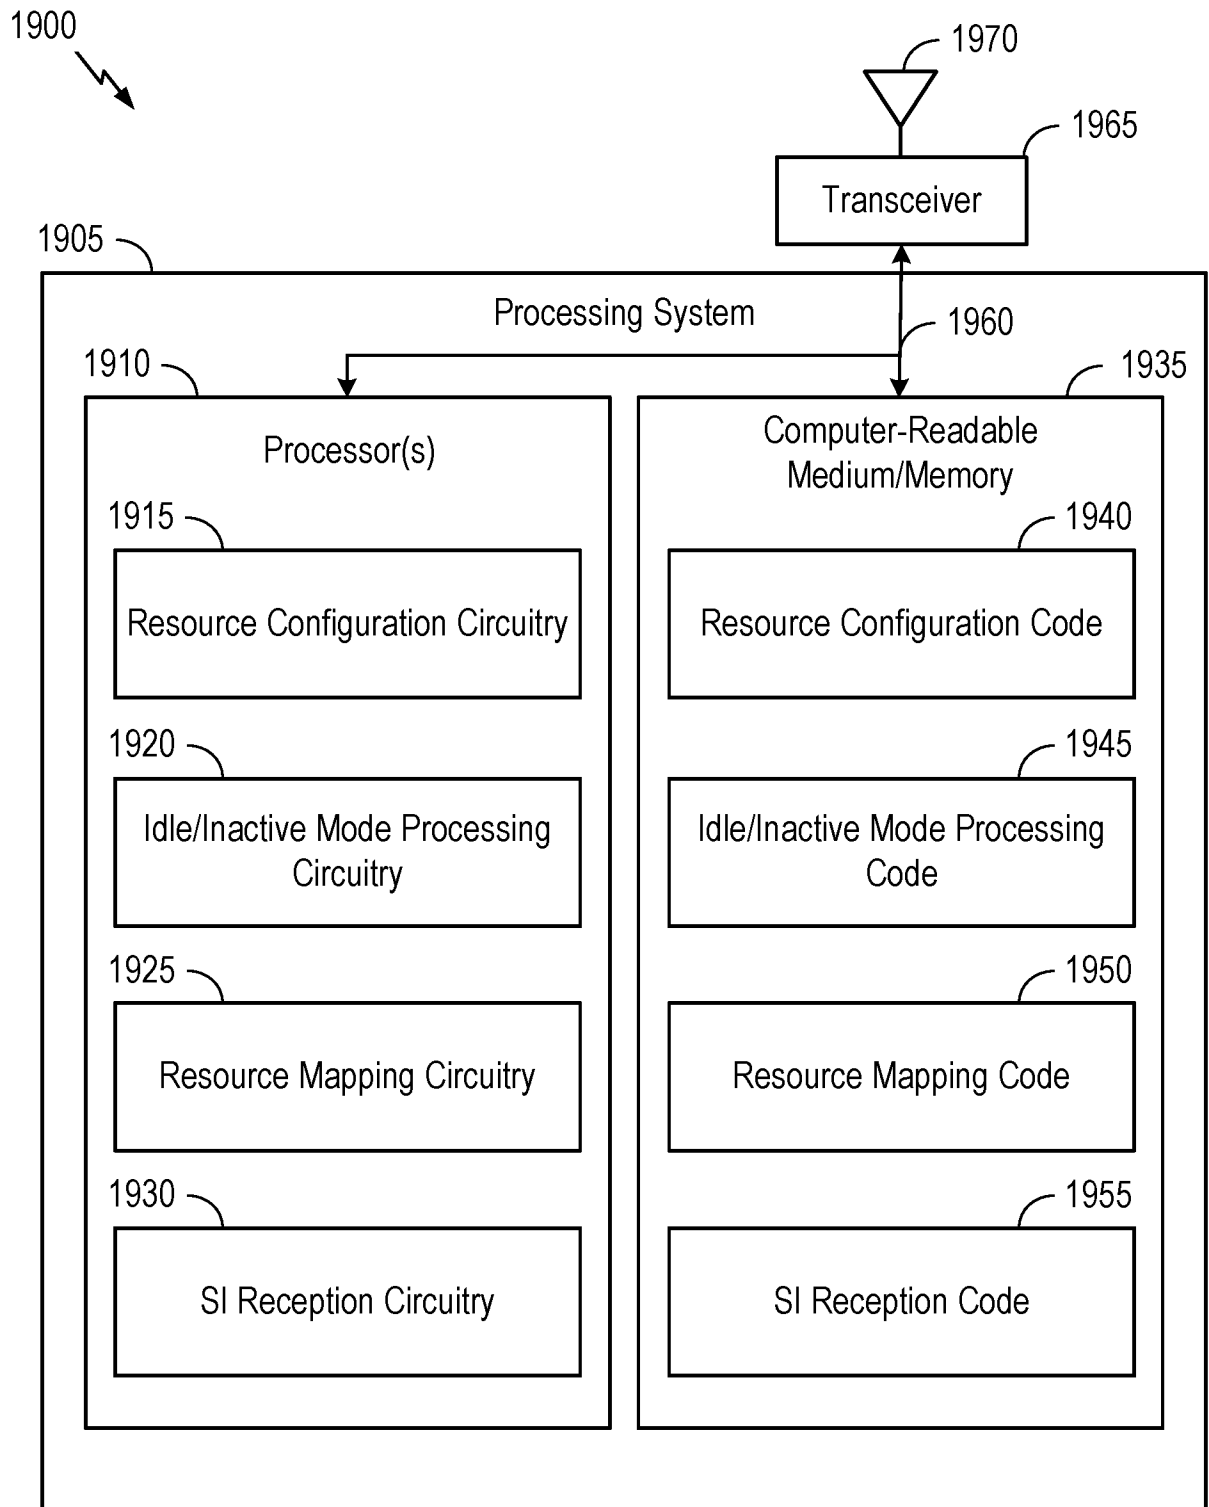 1900
1970
1965
Transceiver
1905
Processing System
1960
1910
1935
Processor(s)
Computer-Readable
Medium/Memory
1915
1940
Resource Configuration Circuitry
Resource Configuration Code
1920
1945
Idle/Inactive Mode Processing
Circuitry
Idle/Inactive Mode Processing
Code
1925
1950
Resource Mapping Circuitry
Resource Mapping Code
1930
1955
SI Reception Circuitry
SI Reception Code